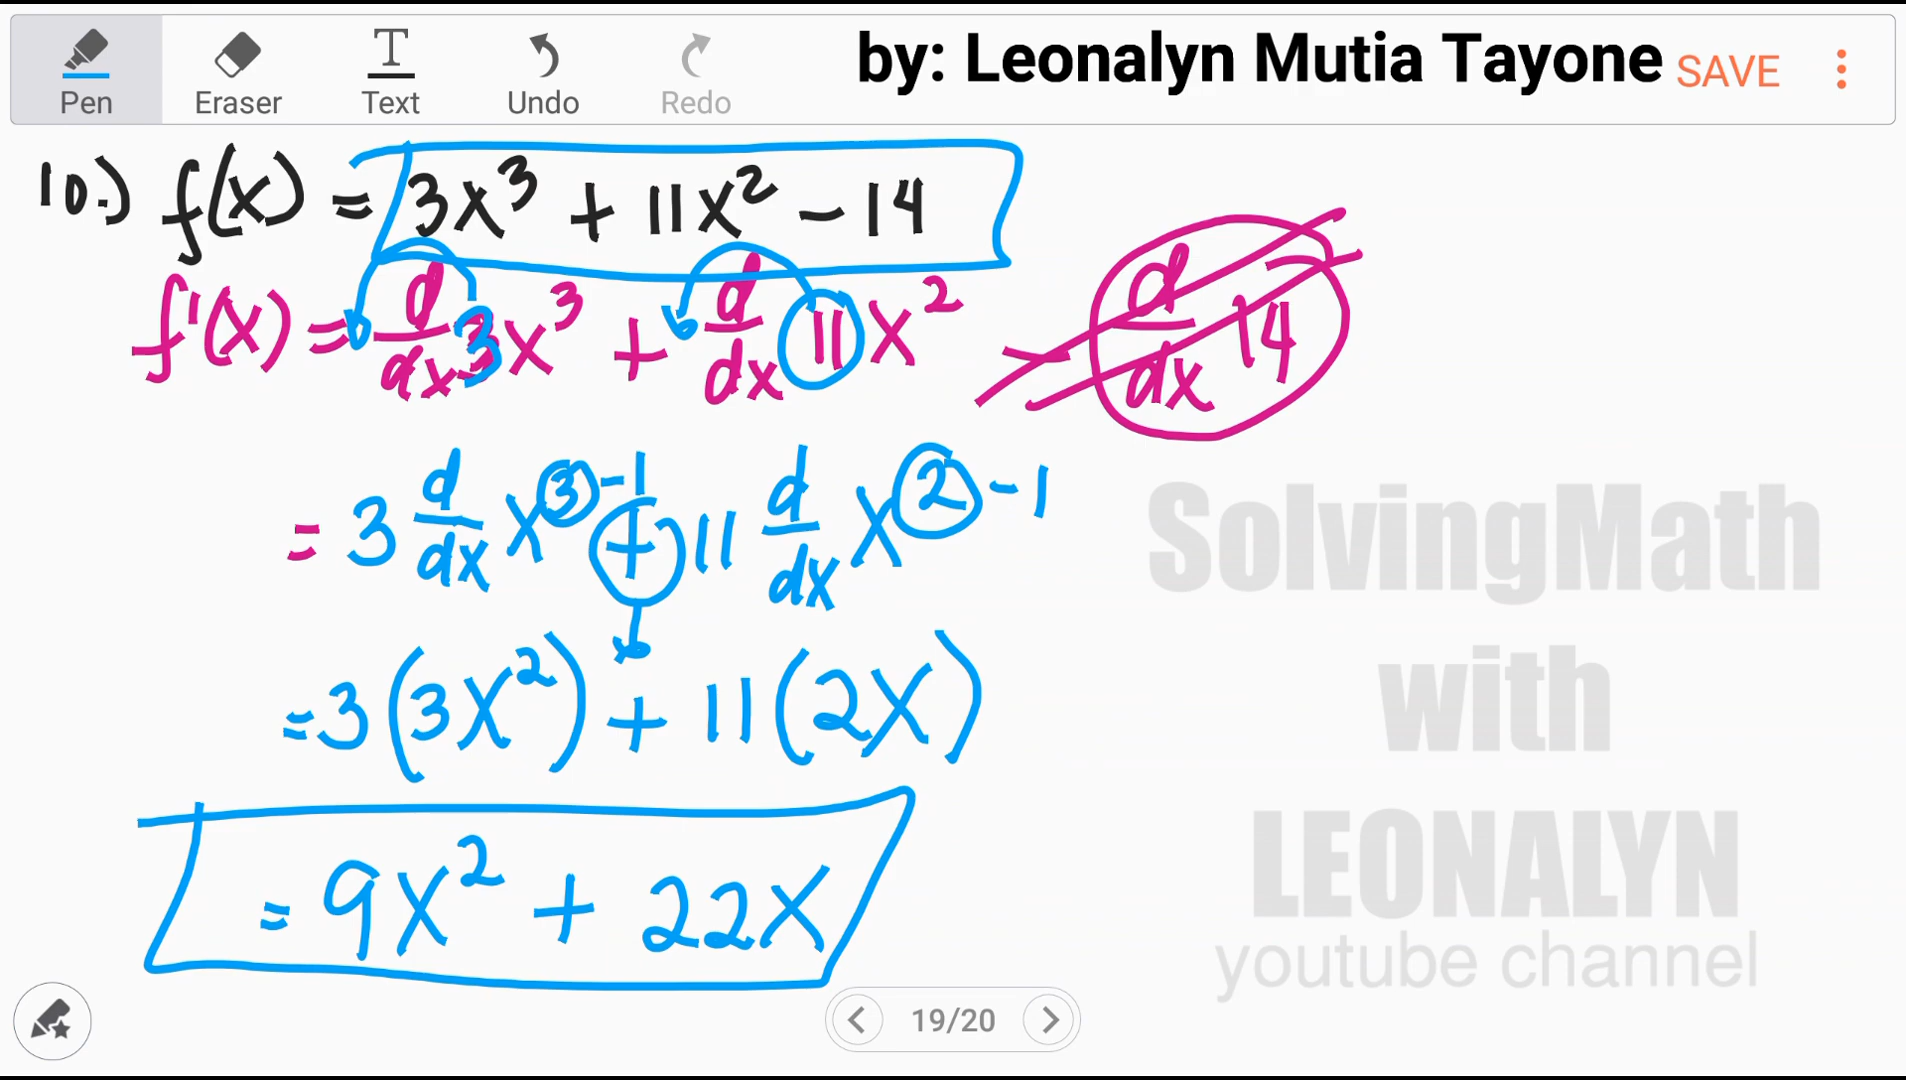 Pen Eraser Text Undo Redo by: Leonalyn Mutia Tayone SAVE
10.) f(x) = 3x³ + 11x² - 14
f'(x) = d/dx 3x³ + d/dx 11x² - d/dx 14
= 3 d/dx x³-1 + 11 d/dx x²-1
= 3(3x²) + 11(2x)
= 9x² + 22x
SolvingMath
with
LEONALYN
youtube channel
19/20